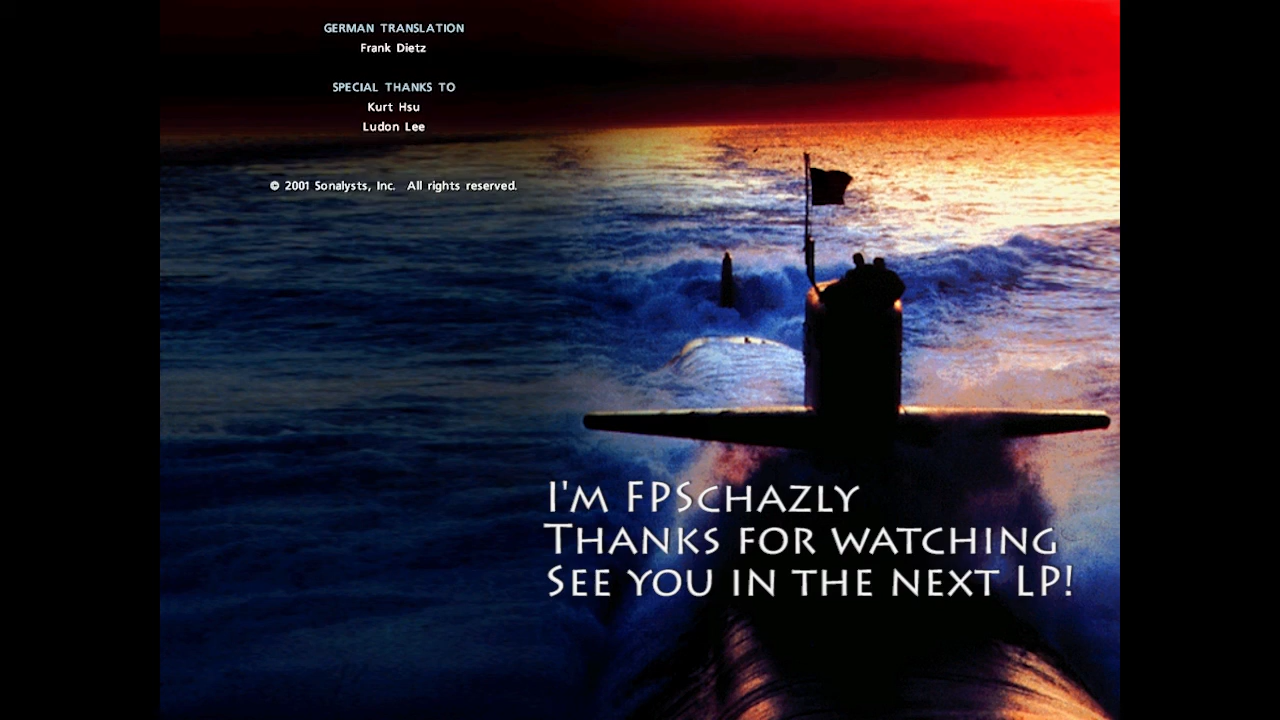 GERMAN TRANSLATION
Frank Dietz
SPECIAL THANKS TO
Kurt Hsu
Ludon Lee
© 2001 Sonalysts, Inc. All rights reserved.
I'm FPSchazly
Thanks for watching
See you in the next LP!